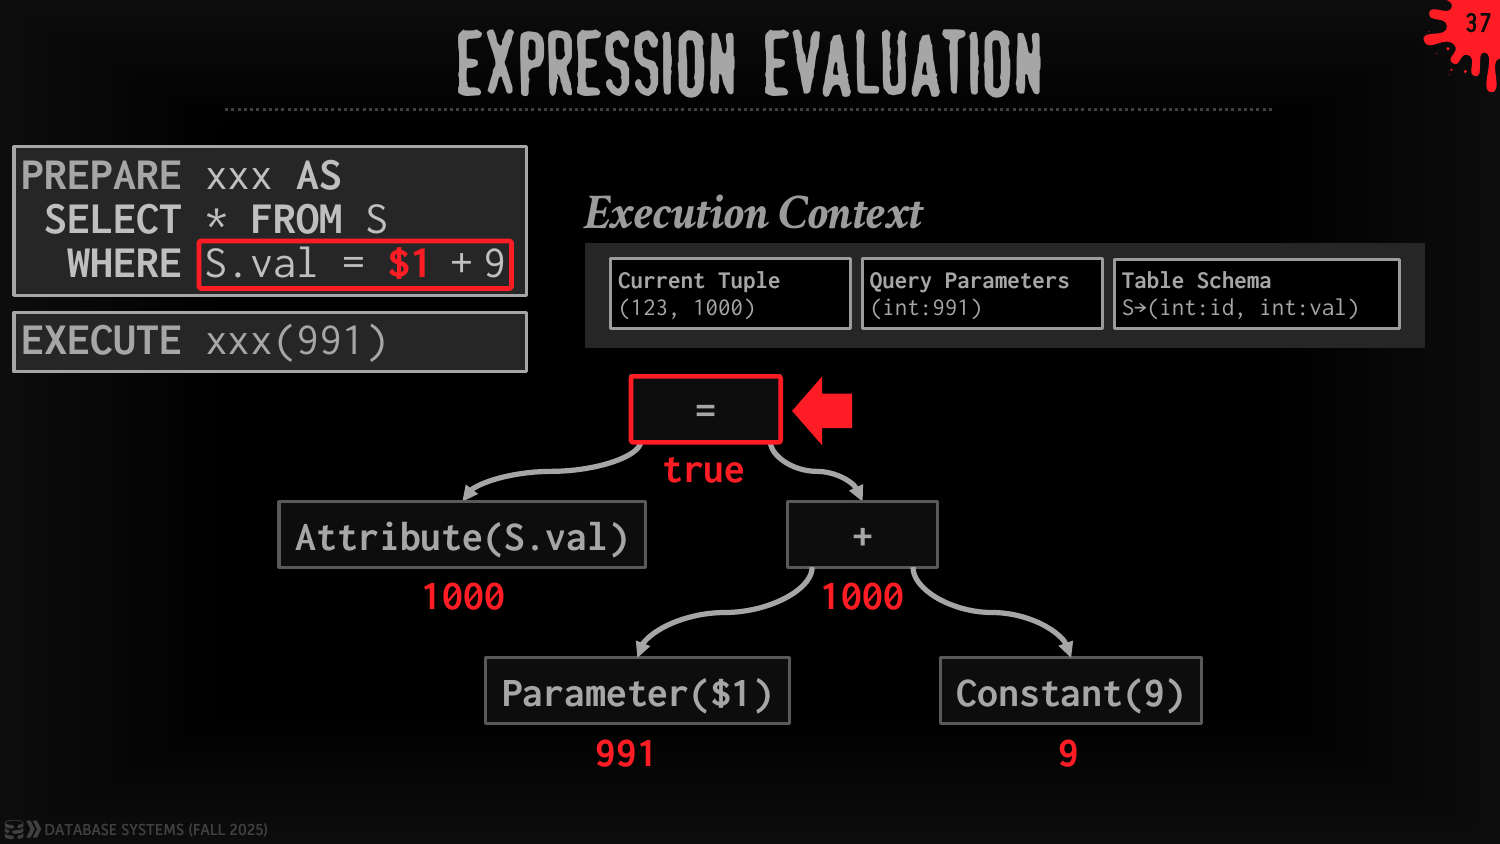 37
EXPRESSION EVALUATION
PREPARE xxx AS
SELECT * FROM S
WHERE S.val = $1 + 9
EXECUTE xxx(991)
Execution Context
Current Tuple
(123, 1000)
Query Parameters
(int:991)
Table Schema
S→(int:id, int:val)
=
true
Attribute(S.val)
1000
+
1000
Parameter($1)
991
Constant(9)
9
DATABASE SYSTEMS (FALL 2025)